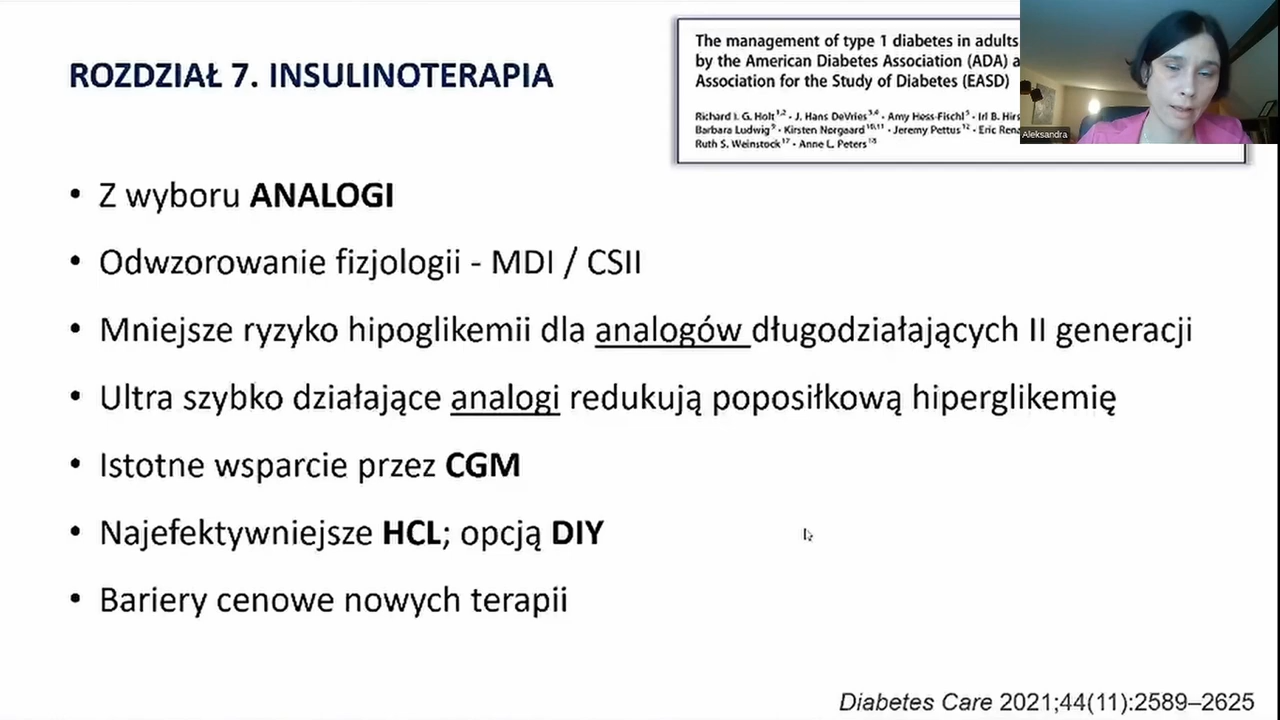 ROZDZIAŁ 7. INSULINOTERAPIA
The management of type 1 diabetes in adults
by the American Diabetes Association (ADA) a
Association for the Study of Diabetes (EASD)
Richard I. G. Holt 1,2 · J. Hans DeVries 3,4 · Amy Hess-Fischl 5 · Irl B. Hirs
Barbara Ludwig 9 · Kirsten Nørgaard 10,11 · Jeremy Pettus 12 · Eric Rena
Ruth S. Weinstock 17 · Anne L. Peters 18
Aleksandra
• Z wyboru ANALOGI
• Odwzorowanie fizjologii - MDI / CSII
• Mniejsze ryzyko hipoglikemii dla analogów długodziałających II generacji
• Ultra szybko działające analogi redukują poposiłkową hiperglikemię
• Istotne wsparcie przez CGM
• Najefektywniejsze HCL; opcją DIY
• Bariery cenowe nowych terapii
Diabetes Care 2021;44(11):2589–2625